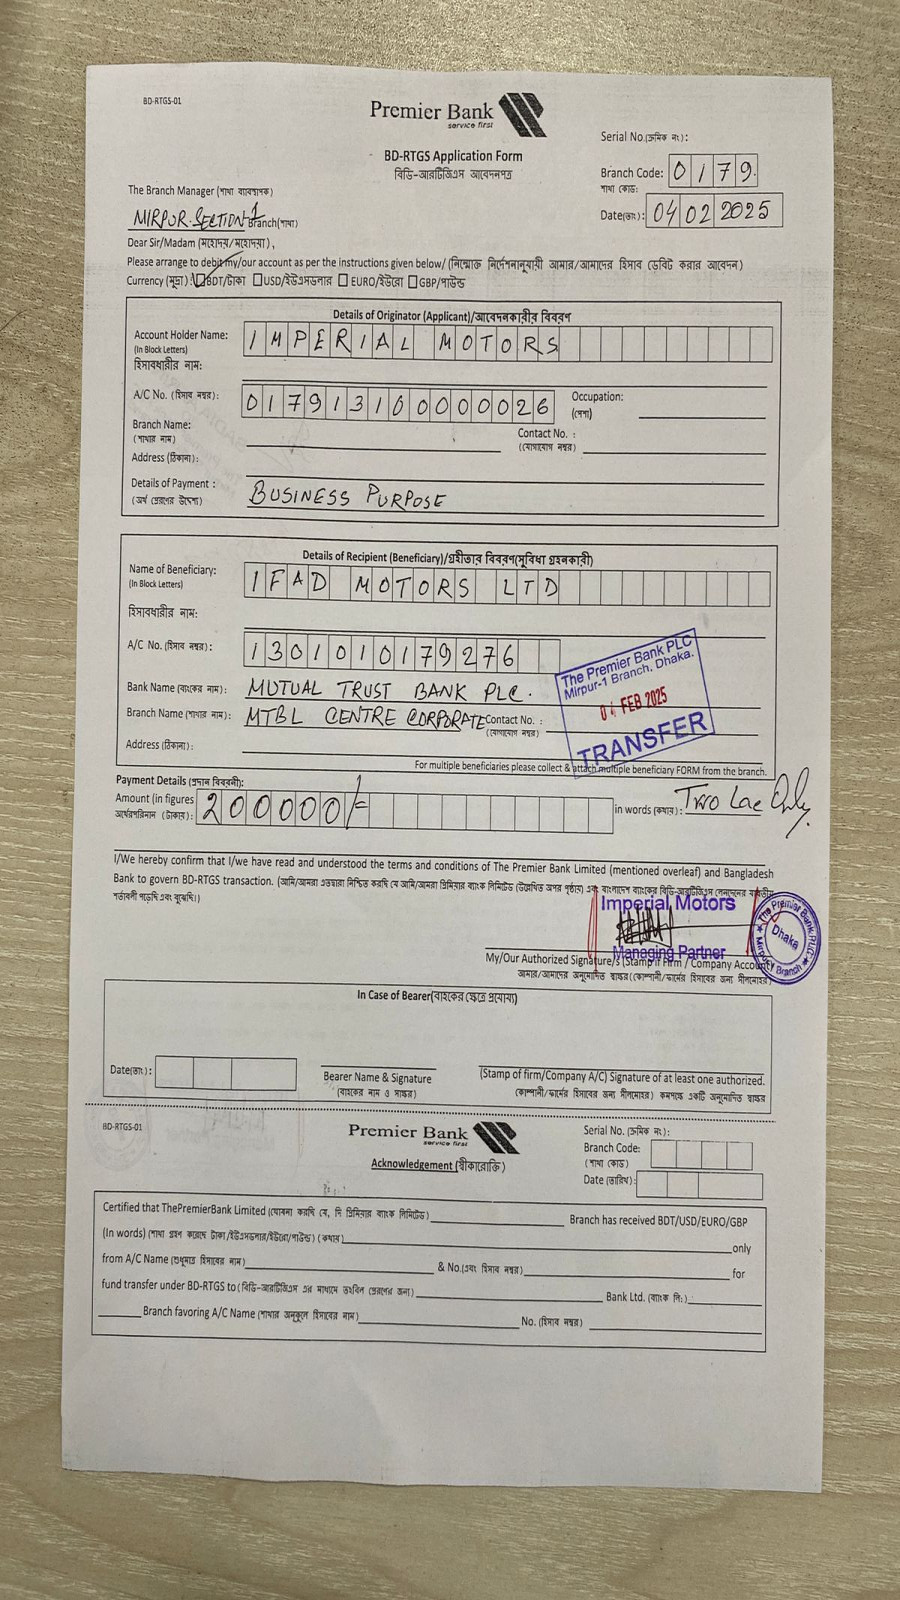 BD-RTGS-01
Premier Bank
service first
Serial No.(ক্রমিক নং):
BD-RTGS Application Form
বিডি-আরটিজিএস আবেদনপত্র
Branch Code: 0179
শাখা কোড:
The Branch Manager (শাখা ব্যবস্থাপক)
MIRPUR SECTION-1 Branch(শাখা)
Date(তাং): 04 02 2025
Dear Sir/Madam (মহোদয়/মহোদয়া),
Please arrange to debit my/our account as per the instructions given below/ (নিম্মোক্ত নির্দেশনানুযায়ী আমার/আমাদের হিসাব ডেবিট করার আবেদন)
Currency (মুদ্রা): BDT/টাকা USD/ইউএসডলার EURO/ইউরো GBP/পাউন্ড
Details of Originator (Applicant)/আবেদনকারীর বিবরণ
Account Holder Name: IMPERIAL MOTORS
(In Block Letters)
হিসাবধারীর নাম:
A/C No. (হিসাব নম্বর): 0179131000000026 Occupation:
(পেশা)
Branch Name:
(শাখার নাম)
Contact No. :
(যোগাযোগ নম্বর)
Address (ঠিকানা):
Details of Payment : BUSINESS PURPOSE
(অর্থ প্রেরণের উদ্দেশ্য)
Details of Recipient (Beneficiary)/গ্রহীতার বিবরণ(সুবিধা গ্রহনকারী)
Name of Beneficiary: IFAD MOTORS LTD
(In Block Letters)
হিসাবধারীর নাম:
A/C No. (হিসাব নম্বর): 1301010179276
The Premier Bank PLC
Mirpur-1 Branch. Dhaka.
04 FEB 2025
TRANSFER
Bank Name (ব্যাংকের নাম): MUTUAL TRUST BANK PLC.
Branch Name (শাখার নাম): MTBL CENTRE CORPORATE Contact No. :
(যোগাযোগ নম্বর)
Address (ঠিকানা):
For multiple beneficiaries please collect & attach multiple beneficiary FORM from the branch.
Payment Details (প্রদান বিবরনী):
Amount (in figures 200000/= in words (কথায়): Two Lac Only
অর্থেরপরিমান (টাকায়):
I/We hereby confirm that I/we have read and understood the terms and conditions of The Premier Bank Limited (mentioned overleaf) and Bangladesh
Bank to govern BD-RTGS transaction. (আমি/আমরা এতদ্বারা নিশ্চিত করছি যে আমি/আমরা প্রিমিয়ার ব্যাংক লিমিটেড (উল্লেখিত অপর পৃষ্ঠায়) এবং বাংলাদেশ ব্যাংকের বিডি-আরটিজিএস লেনদেনের যাবতীয়
শর্তাবলী পড়েছি এবং বুঝেছি।)
Imperial Motors
Managing Partner
The Premier Bank PLC
Dhaka
Mirpur Branch
My/Our Authorized Signature/s (Stamp if Firm / Company Account)
আমার/আমাদের অনুমোদিত স্বাক্ষর (কোম্পানী/ফার্মের হিসাবের জন্য সীলমোহর)
In Case of Bearer(বাহকের ক্ষেত্রে প্রযোজ্য)
Date(তাং):
Bearer Name & Signature
(বাহকের নাম ও স্বাক্ষর)
(Stamp of firm/Company A/C) Signature of at least one authorized.
(কোম্পানী/ফার্মের হিসাবের জন্য সীলমোহর) কমপক্ষে একটি অনুমোদিত স্বাক্ষর
BD-RTGS-01
Premier Bank
service first
Serial No. (ক্রমিক নং):
Branch Code:
(শাখা কোড)
Acknowledgement (স্বীকারোক্তি)
Date (তারিখ):
Certified that ThePremierBank Limited (ঘোষনা করছি যে, দি প্রিমিয়ার ব্যাংক লিমিটেড) Branch has received BDT/USD/EURO/GBP
(In words) (শাখা গ্রহন করেছে টাকা/ইউএসডলার/ইউরো/পাউন্ড) (কথায়) only
from A/C Name (শুধুমাত্র হিসাবের নাম) & No.(এবং হিসাব নম্বর) for
fund transfer under BD-RTGS to (বিডি-আরটিজিএস এর মাধ্যমে তহবিল প্রেরণের জন্য) Bank Ltd. (ব্যাংক লি:)
Branch favoring A/C Name (শাখার অনুকূলে হিসাবের নাম) No. (হিসাব নম্বর)